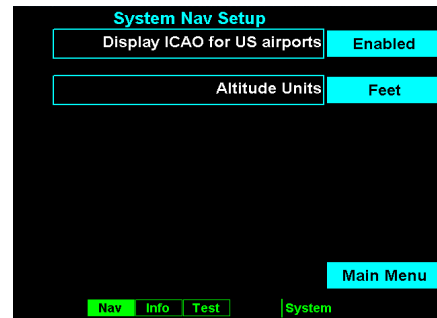 System Nav Setup
Display ICAO for US airports Enabled
Altitude Units Feet
Main Menu
Nav Info Test System